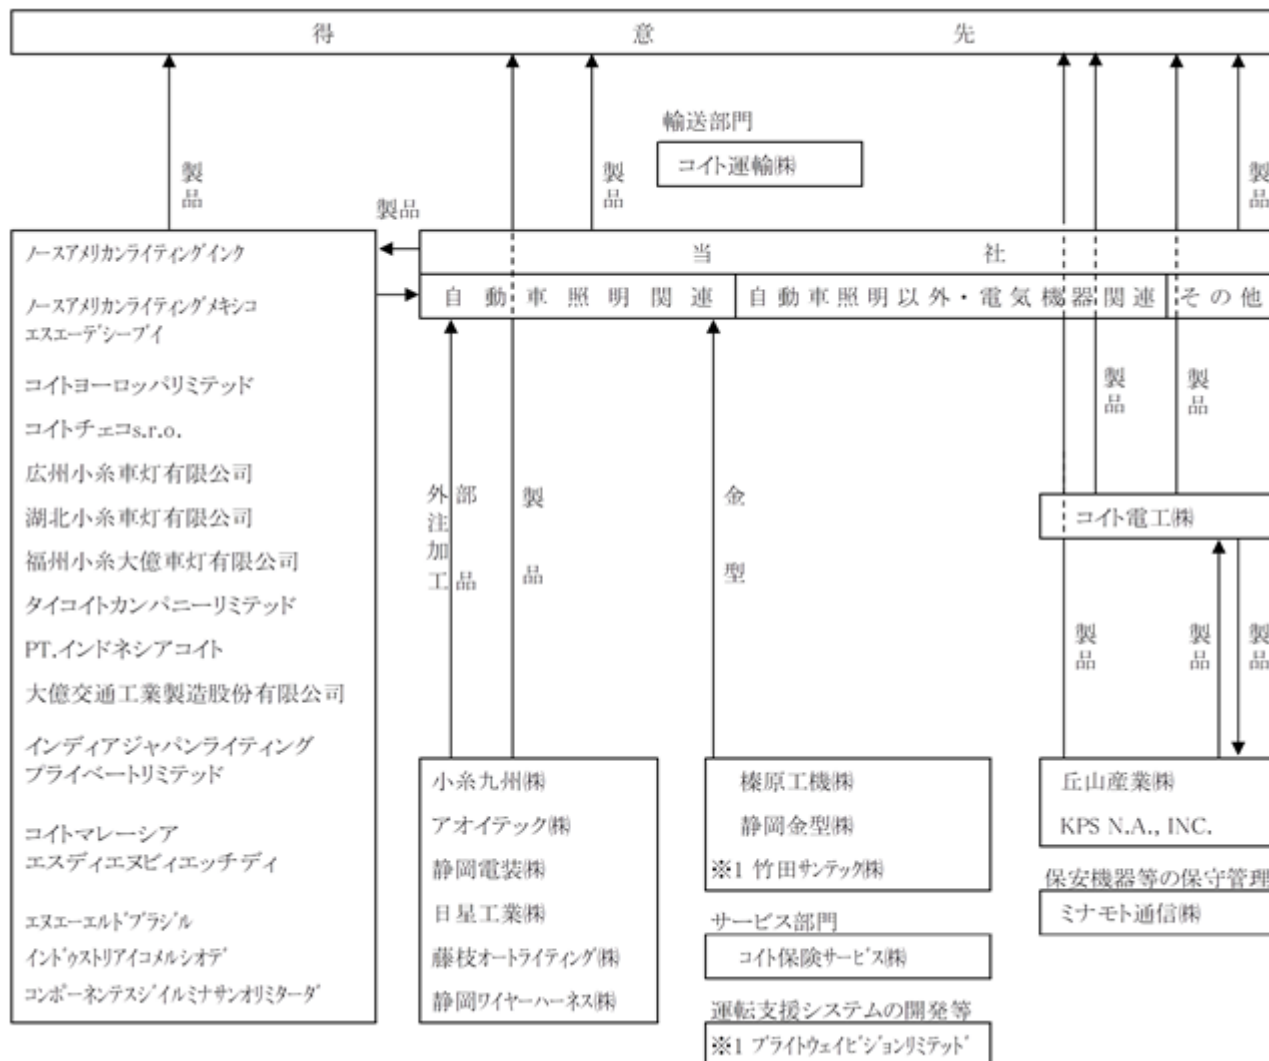 得意先
輸送部門
コイト運輸㈱
製品
製品
製品
製品
当社
自動車照明関連
自動車照明以外・電気機器関連
その他
ノースアメリカンライティングインク
ノースアメリカンライティングメキシコ
エスエーデシーブイ
コイトヨーロッパリミテッド
コイトチェコs.r.o.
広州小糸車灯有限公司
湖北小糸車灯有限公司
福州小糸大億車灯有限公司
タイコイトカンパニーリミテッド
PT.インドネシアコイト
大億交通工業製造股份有限公司
インディアジャパンライティング
プライベートリミテッド
コイトマレーシア
エスディエヌビィエッチディ
エヌエーエルドブラジル
インドゥストリアイコメルシオデ
コンポーネンテスジイルミナサンオリミターダ
外注加工
部品
製品
金型
製品
製品
コイト電工㈱
製品
製品
製品
小糸九州㈱
アオイテック㈱
静岡電装㈱
日星工業㈱
藤枝オートライティング㈱
静岡ワイヤーハーネス㈱
榛原工機㈱
静岡金型㈱
※1 竹田サンテック㈱
サービス部門
コイト保険サービス㈱
運転支援システムの開発等
※1 ブライトウェイビジョンリミテッド
丘山産業㈱
KPS N.A., INC.
保安機器等の保守管理
ミナモト通信㈱